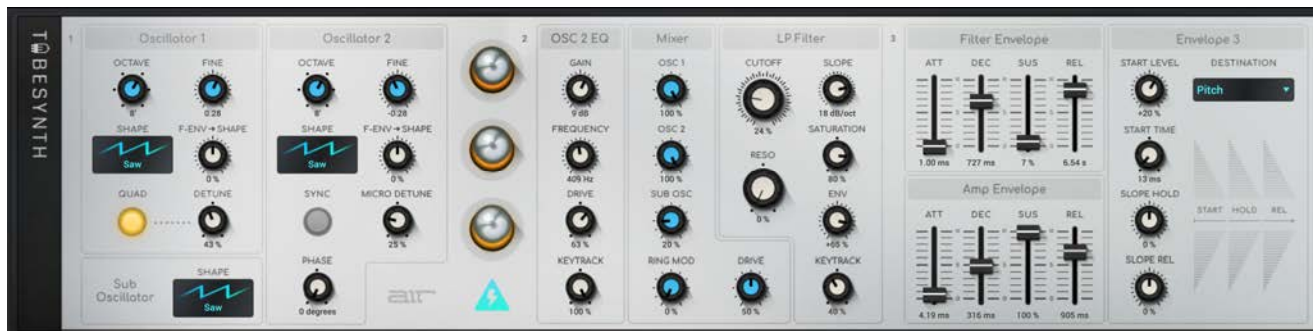 TUBESYNTH
1
Oscillator 1
OCTAVE
FINE
8'
0.28
SHAPE
F-ENV➔SHAPE
Saw
0 %
QUAD
DETUNE
43 %
Sub
Oscillator
SHAPE
Saw
Oscillator 2
OCTAVE
FINE
8'
-0.28
SHAPE
F-ENV➔SHAPE
Saw
0 %
SYNC
MICRO DETUNE
25 %
PHASE
0 degrees
air
2
OSC 2 EQ
GAIN
9 dB
FREQUENCY
409 Hz
DRIVE
63 %
KEYTRACK
100 %
Mixer
OSC 1
100 %
OSC 2
100 %
SUB OSC
20 %
RING MOD
0 %
DRIVE
50 %
LP.Filter
CUTOFF
SLOPE
24 %
18 dB/oct
SATURATION
80 %
RESO
0 %
ENV
+65 %
KEYTRACK
40 %
3
Filter Envelope
ATT DEC SUS REL
1.00 ms 727 ms 7 % 6.54 s
Amp Envelope
ATT DEC SUS REL
4.19 ms 316 ms 100 % 905 ms
Envelope 3
START LEVEL
+20 %
START TIME
13 ms
SLOPE HOLD
0 %
SLOPE REL
0 %
DESTINATION
Pitch
START HOLD REL